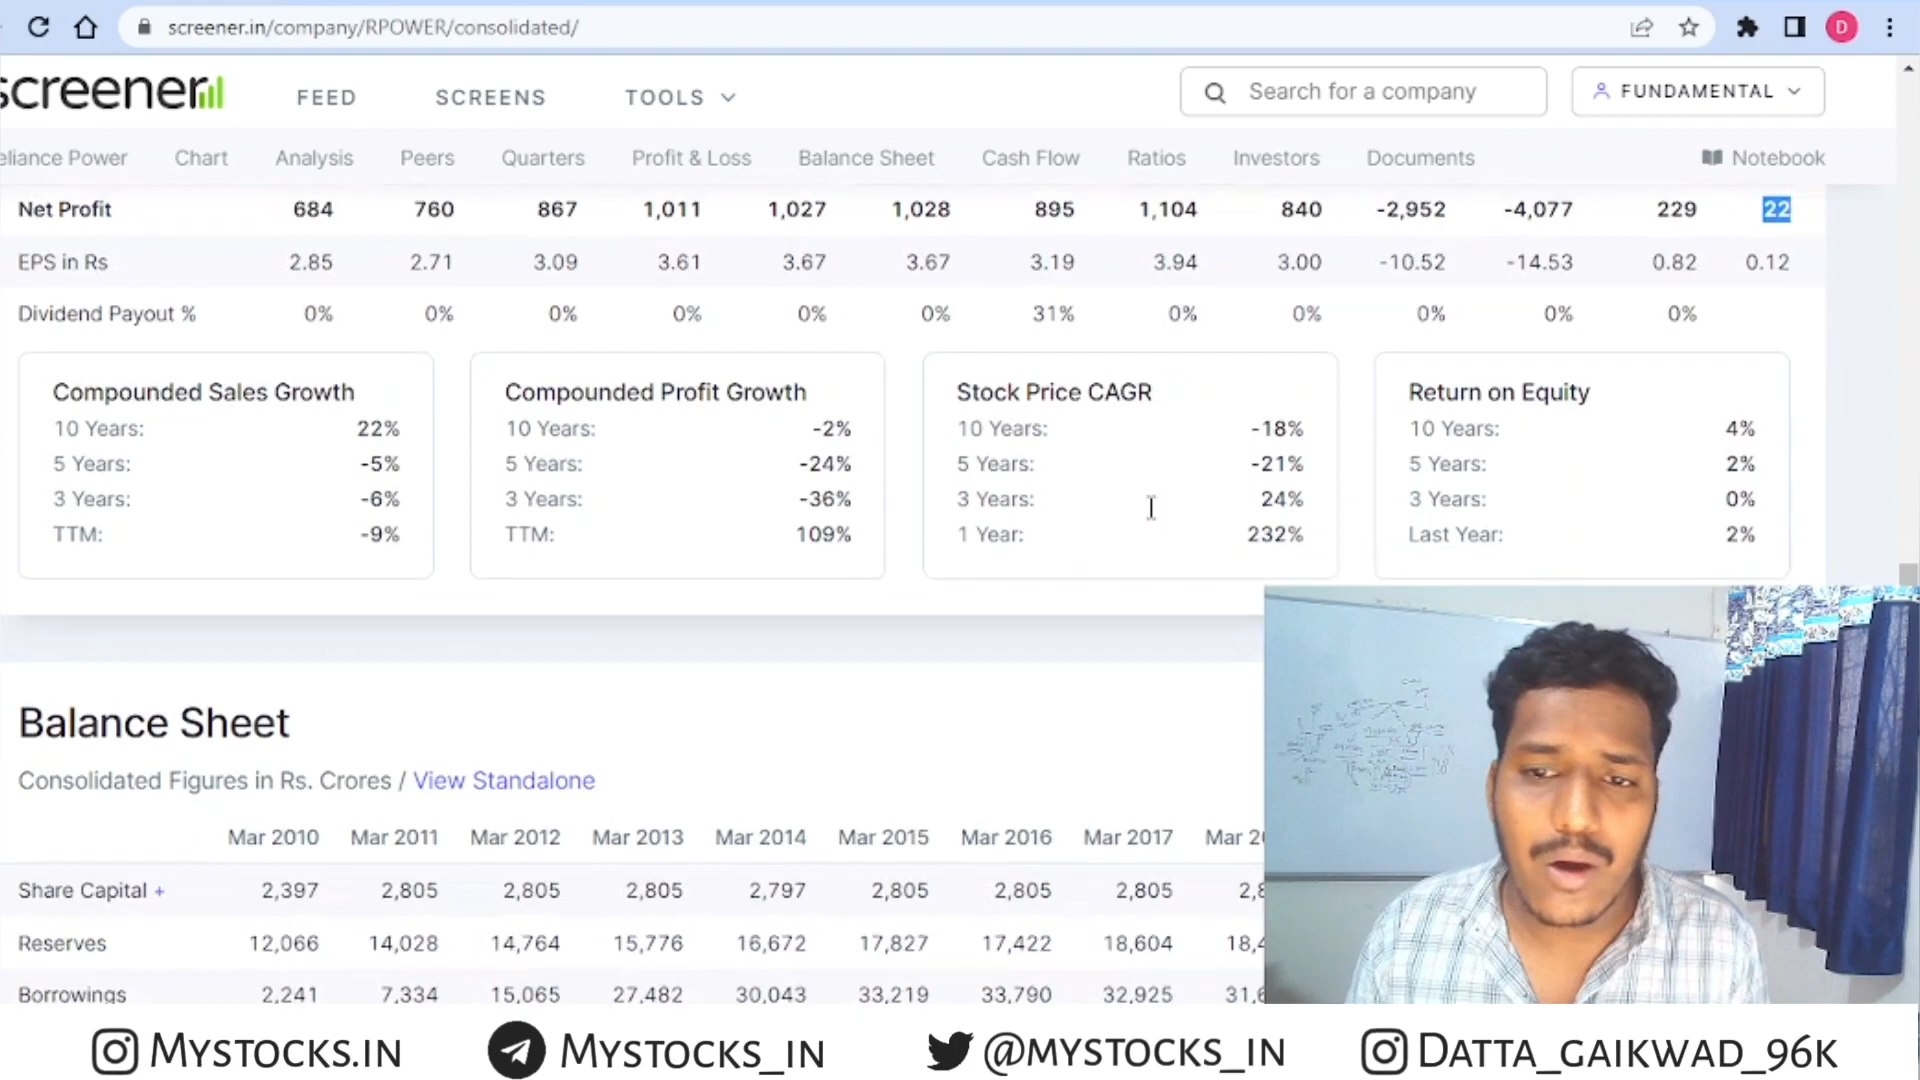 screener.in/company/RPOWER/consolidated/
D
screener
FEED
SCREENS
TOOLS
Search for a company
FUNDAMENTAL
eliance Power
Chart
Analysis
Peers
Quarters
Profit & Loss
Balance Sheet
Cash Flow
Ratios
Investors
Documents
Notebook
Net Profit 684 760 867 1,011 1,027 1,028 895 1,104 840 -2,952 -4,077 229 22
EPS in Rs 2.85 2.71 3.09 3.61 3.67 3.67 3.19 3.94 3.00 -10.52 -14.53 0.82 0.12
Dividend Payout % 0% 0% 0% 0% 0% 0% 31% 0% 0% 0% 0% 0%
Compounded Sales Growth
10 Years: 22%
5 Years: -5%
3 Years: -6%
TTM: -9%
Compounded Profit Growth
10 Years: -2%
5 Years: -24%
3 Years: -36%
TTM: 109%
Stock Price CAGR
10 Years: -18%
5 Years: -21%
3 Years: 24%
1 Year: 232%
Return on Equity
10 Years: 4%
5 Years: 2%
3 Years: 0%
Last Year: 2%
Balance Sheet
Consolidated Figures in Rs. Crores / View Standalone
Mar 2010 Mar 2011 Mar 2012 Mar 2013 Mar 2014 Mar 2015 Mar 2016 Mar 2017 Mar 20
Share Capital + 2,397 2,805 2,805 2,805 2,797 2,805 2,805 2,805 2,8
Reserves 12,066 14,028 14,764 15,776 16,672 17,827 17,422 18,604 18,4
Borrowings 2,241 7,334 15,065 27,482 30,043 33,219 33,790 32,925 31,6
Mystocks.in
Mystocks_in
@mystocks_in
Datta_gaikwad_96k